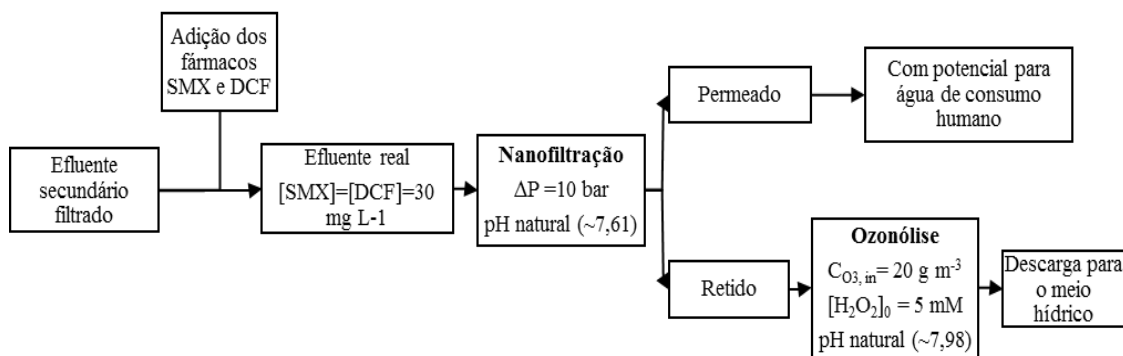 Adição dos
fármacos
SMX e DCF
Efluente
secundário
filtrado
Efluente real
[SMX]=[DCF]=30
mg L-1
Nanofiltração
ΔP =10 bar
pH natural (~7,61)
Permeado
Com potencial para
água de consumo
humano
Retido
Ozonólise
C_{O3, in}= 20 g m⁻³
[H₂O₂]₀ = 5 mM
pH natural (~7,98)
Descarga para
o meio
hídrico